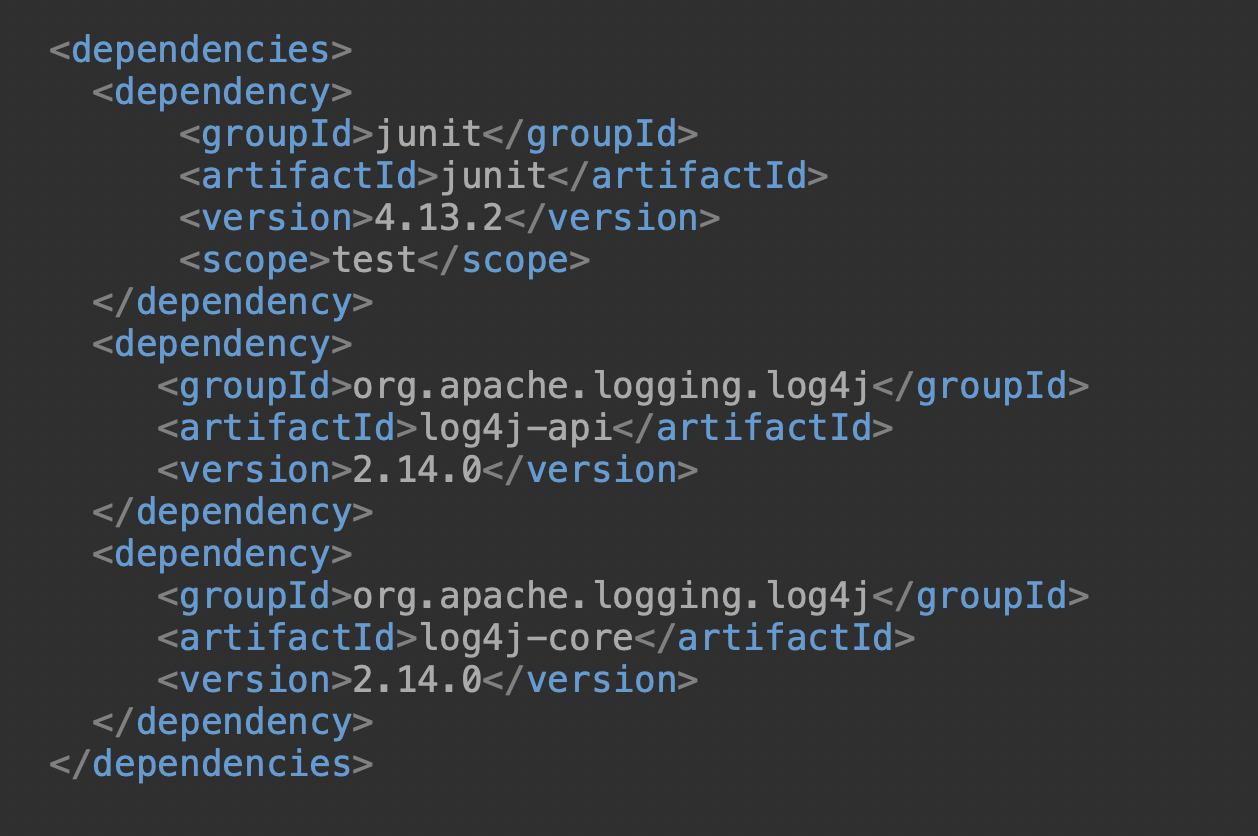 <dependencies>
  <dependency>
      <groupId>junit</groupId>
      <artifactId>junit</artifactId>
      <version>4.13.2</version>
      <scope>test</scope>
  </dependency>
  <dependency>
     <groupId>org.apache.logging.log4j</groupId>
     <artifactId>log4j-api</artifactId>
     <version>2.14.0</version>
  </dependency>
  <dependency>
     <groupId>org.apache.logging.log4j</groupId>
     <artifactId>log4j-core</artifactId>
     <version>2.14.0</version>
  </dependency>
</dependencies>